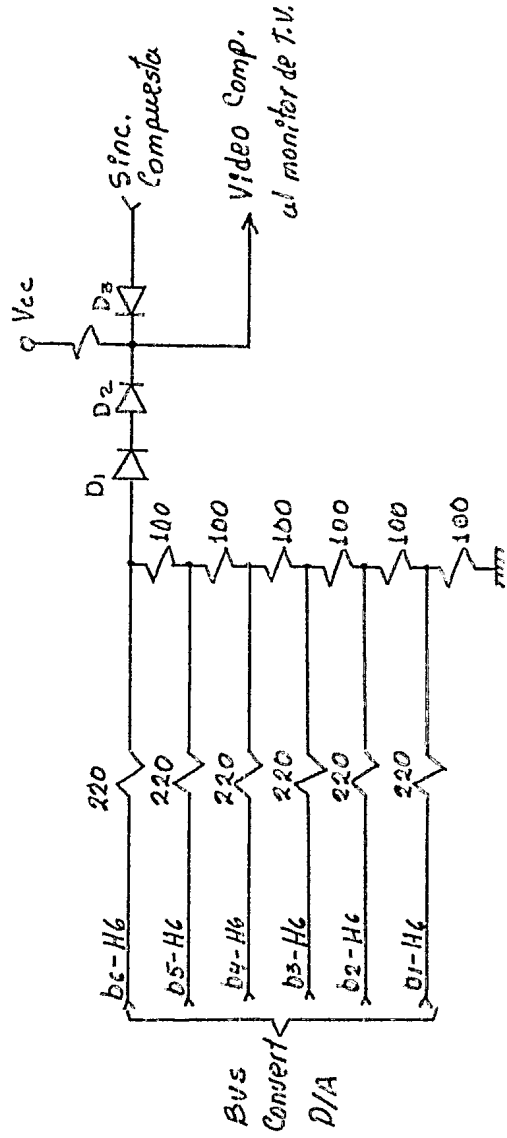 Vcc
Sinc.
Compuesta
D1
D2
D3
Video Comp.
al monitor de T.V.
b6-H6
220
100
b5-H6
220
100
b4-H6
220
100
b3-H6
220
100
b2-H6
220
100
b1-H6
220
100
Bus
Convert
D/A